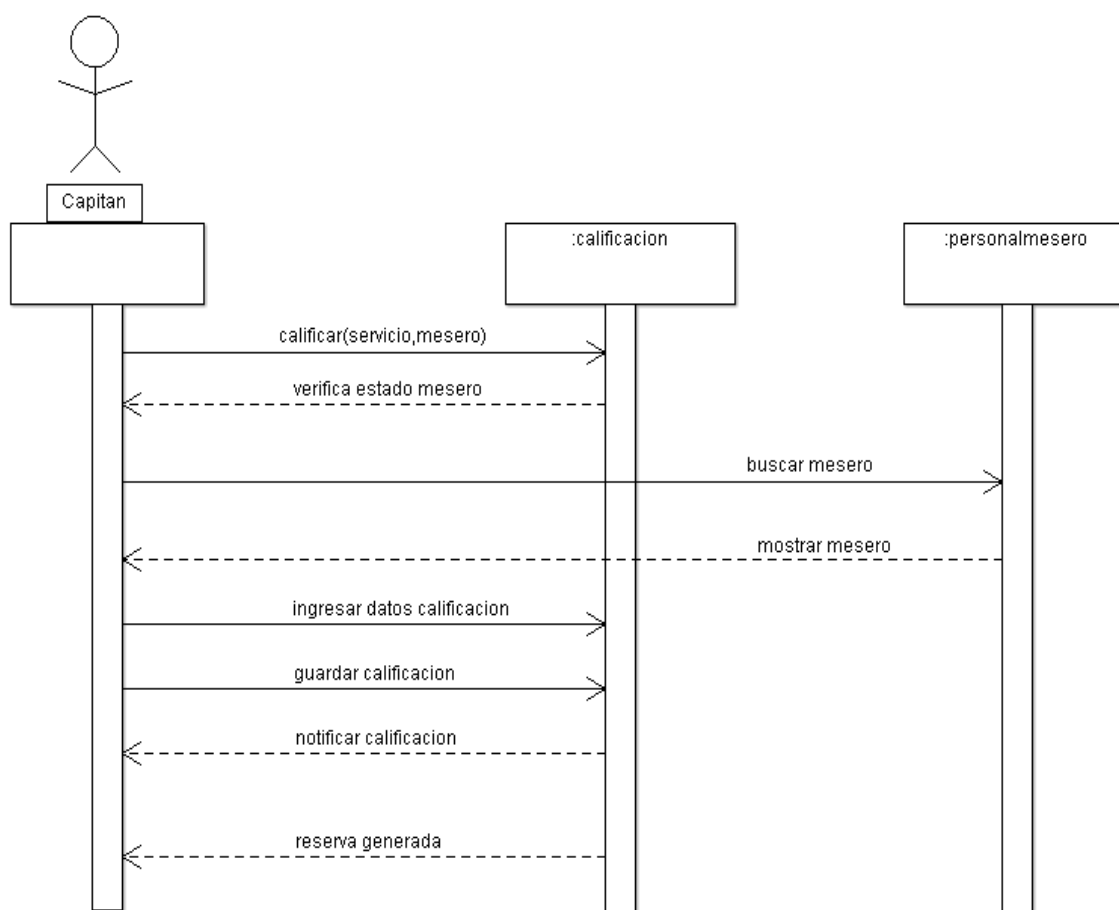 Capitan
:calificacion
:personalmesero
calificar(servicio,mesero)
verifica estado mesero
buscar mesero
mostrar mesero
ingresar datos calificacion
guardar calificacion
notificar calificacion
reserva generada